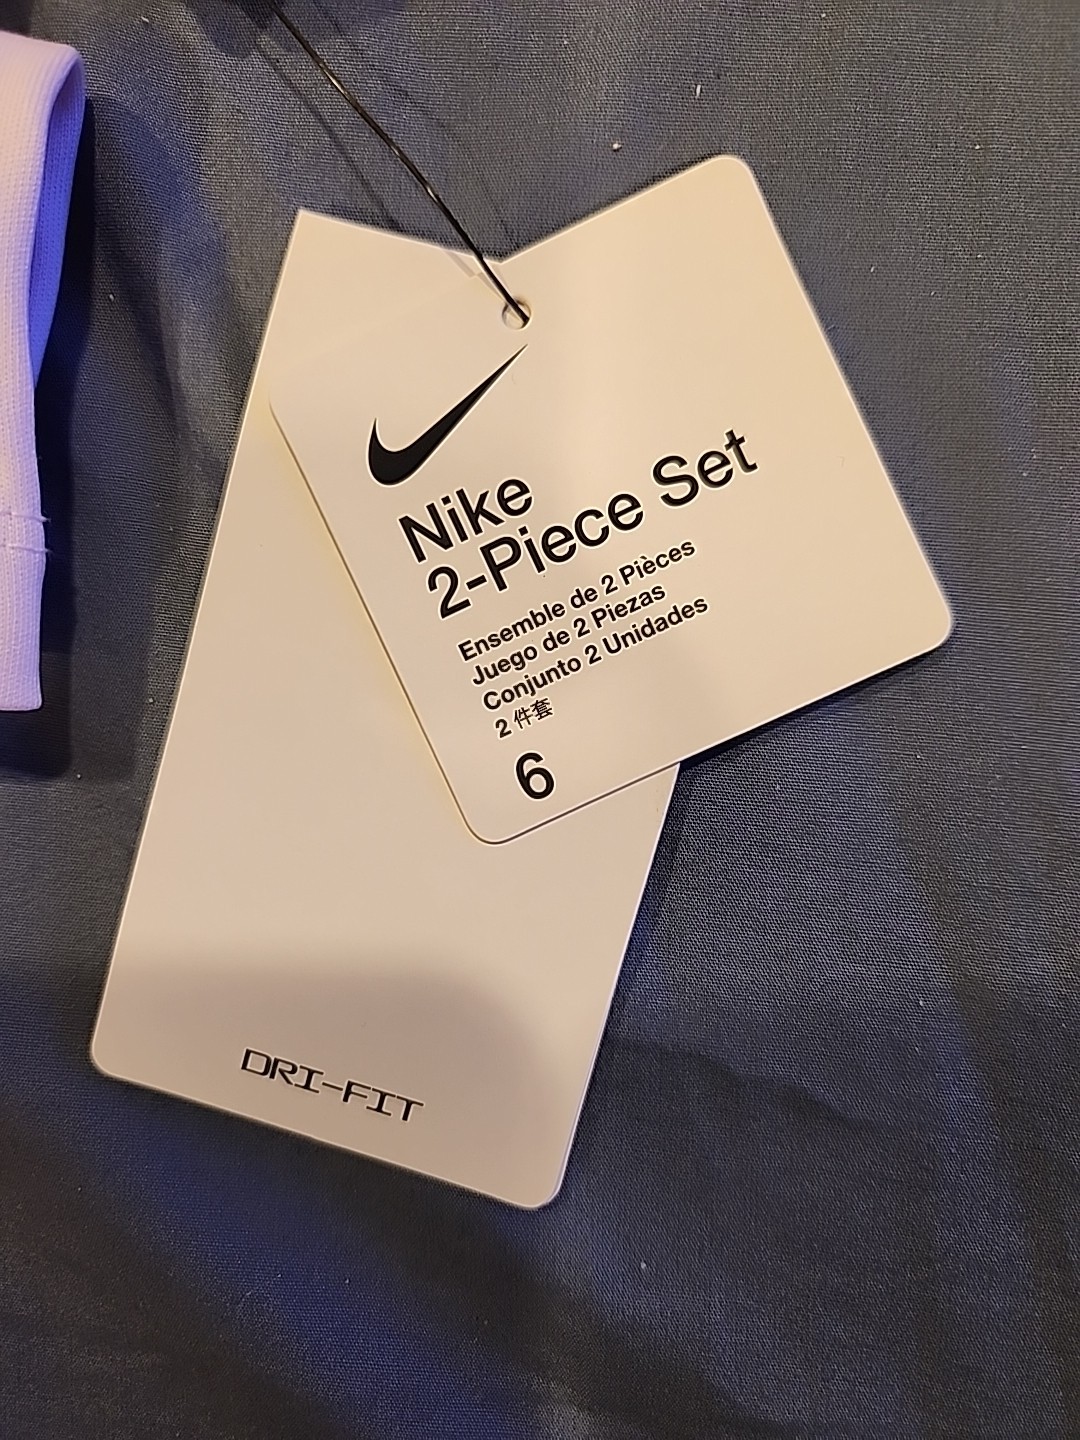 Nike
2-Piece Set
Ensemble de 2 Pièces
Juego de 2 Piezas
Conjunto 2 Unidades
2 件套
6
DRI-FIT